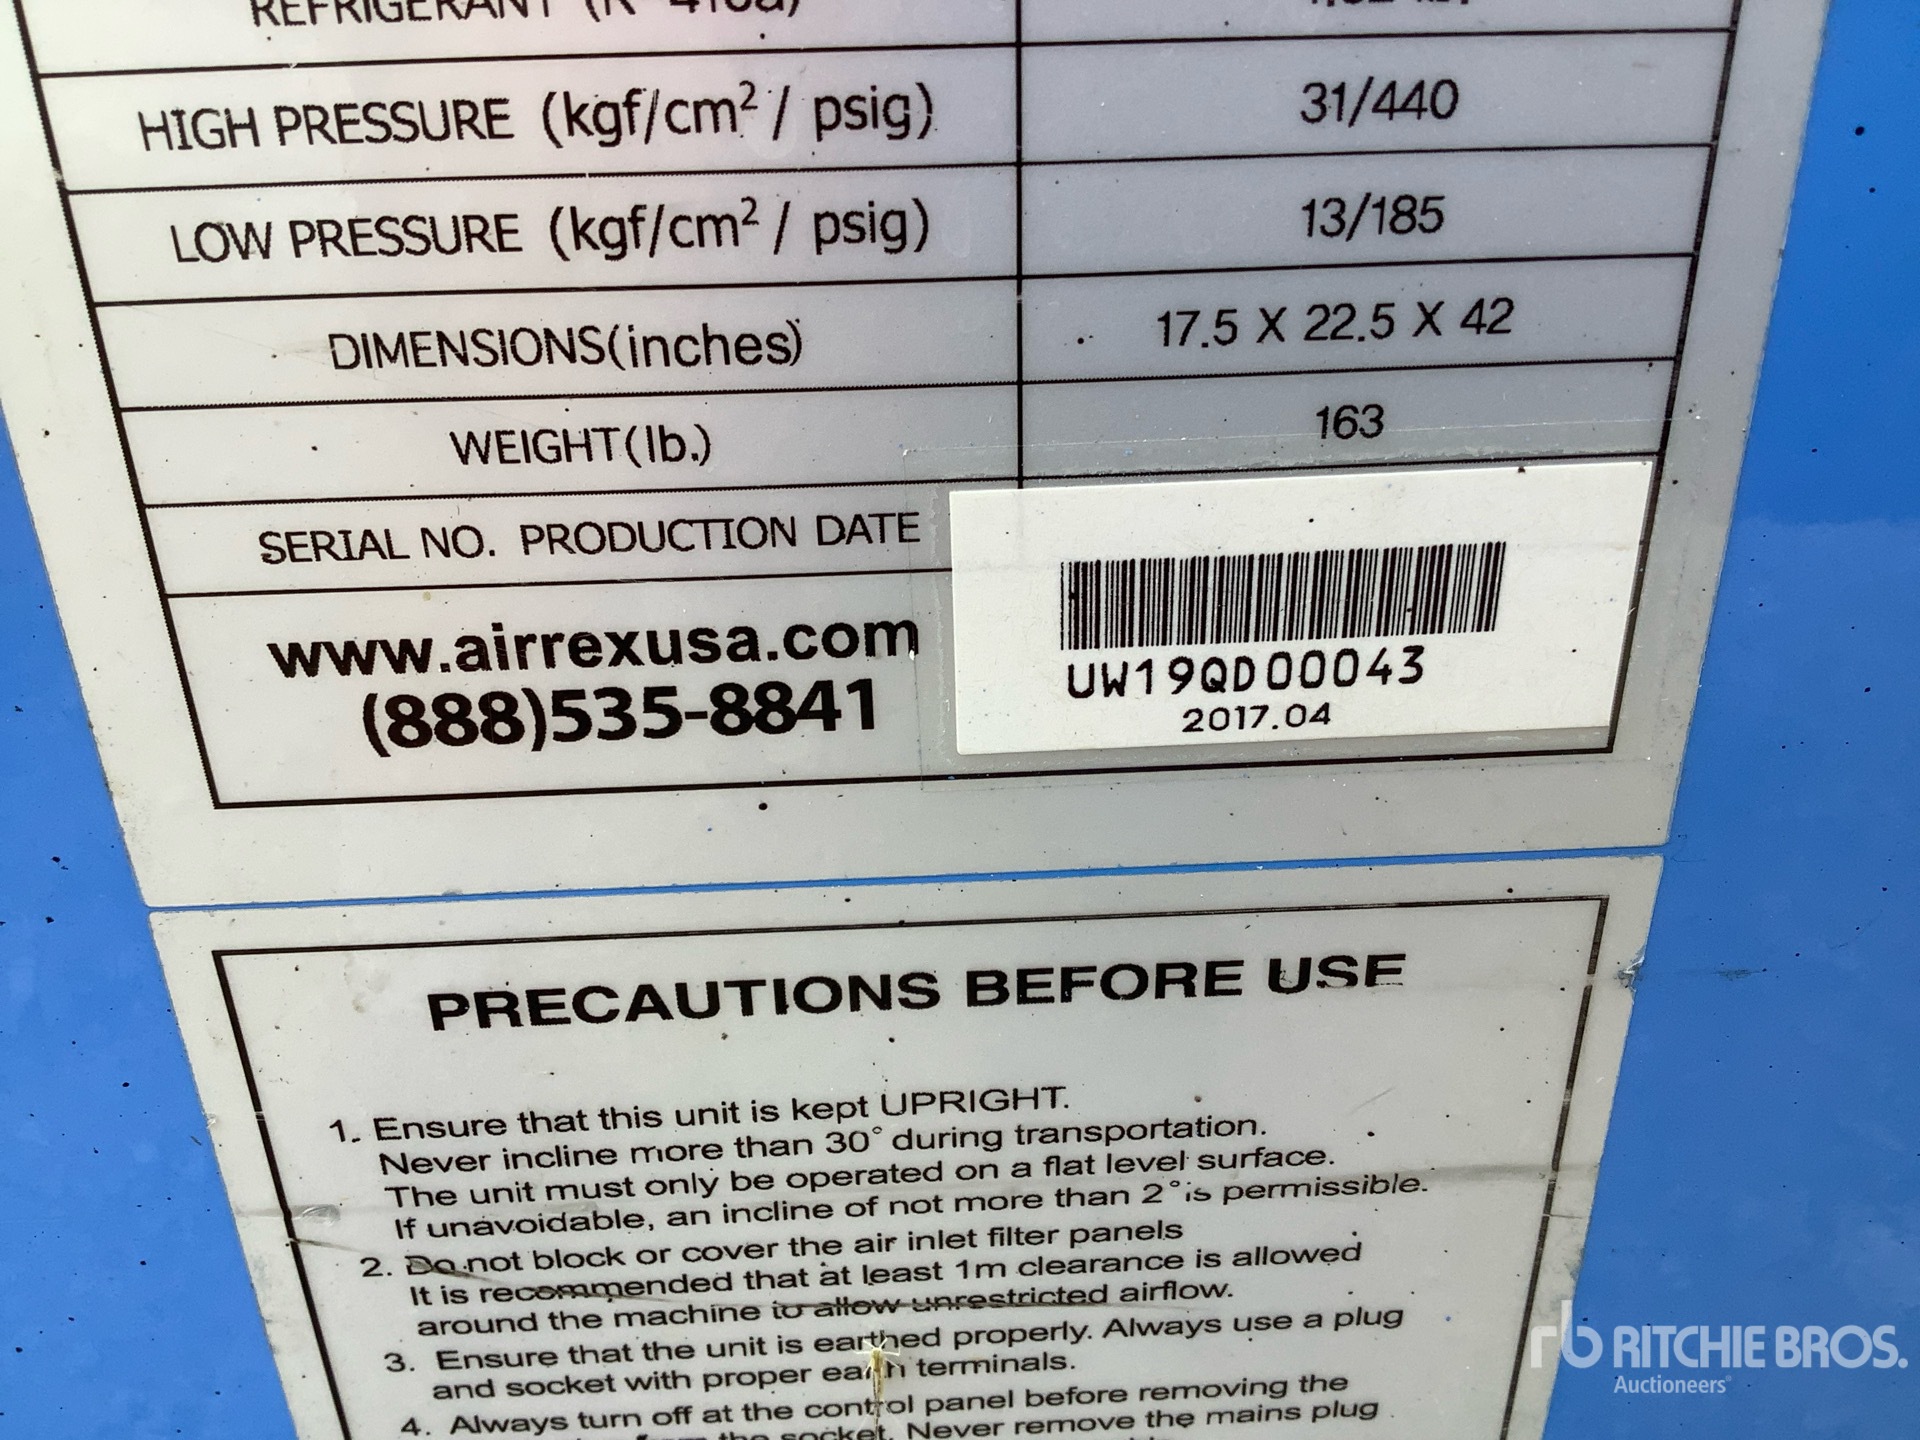 REFRIGERANT (R-410a)
HIGH PRESSURE (kgf/cm² / psig) 31/440
LOW PRESSURE (kgf/cm² / psig) 13/185
DIMENSIONS(inches) 17.5 X 22.5 X 42
WEIGHT(lb.) 163
SERIAL NO. PRODUCTION DATE
www.airrexusa.com
(888)535-8841
UW19QD00043
2017.04
PRECAUTIONS BEFORE USE
1. Ensure that this unit is kept UPRIGHT.
Never incline more than 30° during transportation.
The unit must only be operated on a flat level surface.
If unavoidable, an incline of not more than 2° is permissible.
2. Do not block or cover the air inlet filter panels
It is recommended that at least 1m clearance is allowed
around the machine to allow unrestricted airflow.
3. Ensure that the unit is earthed properly. Always use a plug
and socket with proper earth terminals.
4. Always turn off at the control panel before removing the
from the socket. Never remove the mains plug
rb RITCHIE BROS.
Auctioneers